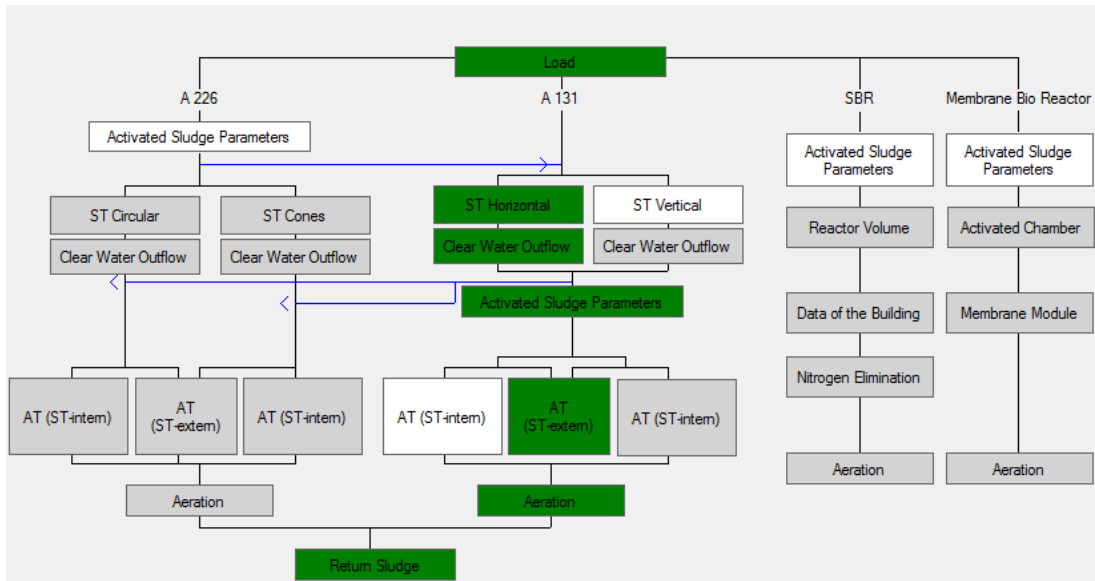 Load
A 226
A 131
SBR
Membrane Bio Reactor
Activated Sludge Parameters
Activated Sludge
Parameters
Activated Sludge
Parameters
ST Circular
ST Cones
ST Horizontal
ST Vertical
Reactor Volume
Activated Chamber
Clear Water Outflow
Clear Water Outflow
Clear Water Outflow
Clear Water Outflow
Activated Sludge Parameters
Data of the Building
Membrane Module
Nitrogen Elimination
AT (ST-intern)
AT
(ST-extern)
AT (ST-intern)
AT (ST-intern)
AT
(ST-extern)
AT (ST-intern)
Aeration
Aeration
Aeration
Aeration
Return Sludge